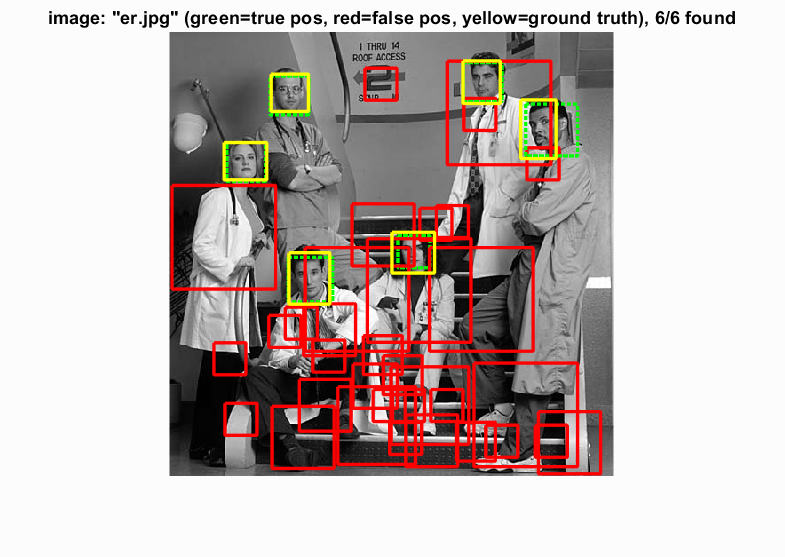 image: "er.jpg" (green=true pos, red=false pos, yellow=ground truth), 6/6 found
I THRU 14
ROOF ACCESS
2